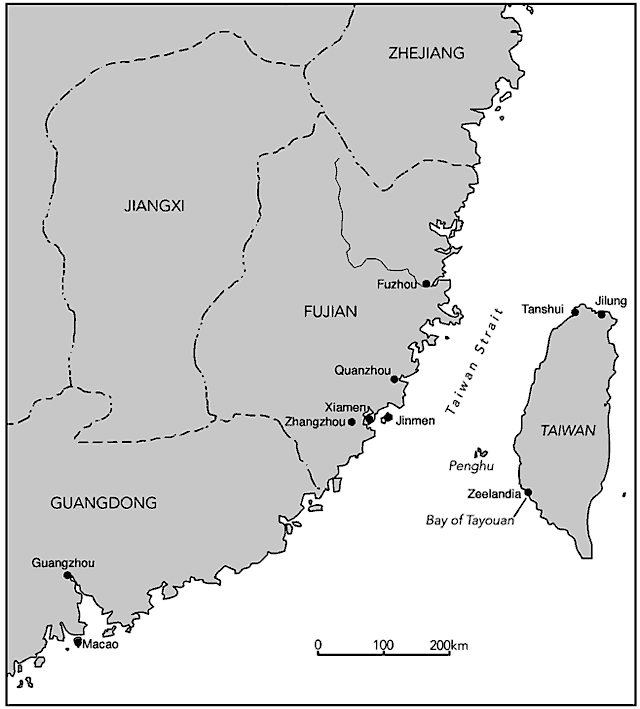 ZHEJIANG
JIANGXI
Fuzhou
FUJIAN
Taiwan Strait
Tanshui
Jilung
Quanzhou
Xiamen
Zhangzhou
Jinmen
TAIWAN
Penghu
Zeelandia
Bay of Tayouan
GUANGDONG
Guangzhou
Macao
0 100 200km